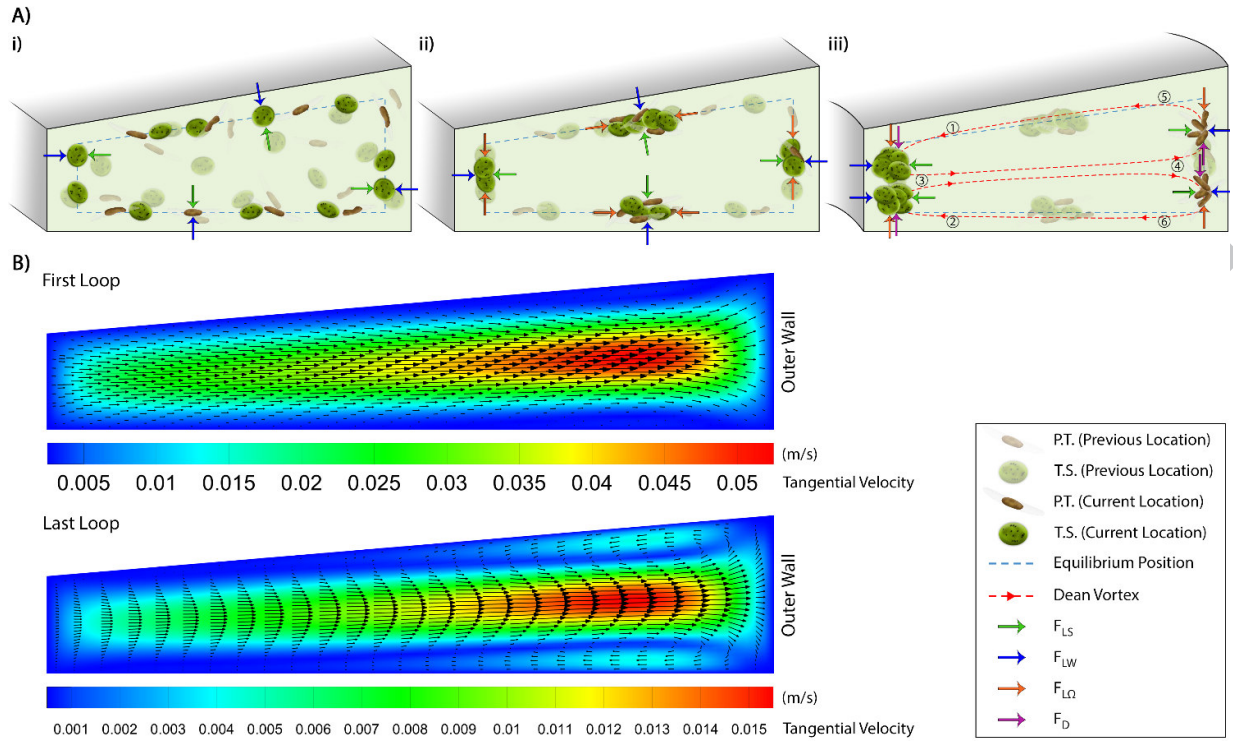 A)
i)
ii)
iii)
⑤
①
③
④
②
⑥
B)
First Loop
Outer Wall
(m/s)
0.005 0.01 0.015 0.02 0.025 0.03 0.035 0.04 0.045 0.05
Tangential Velocity
Last Loop
Outer Wall
(m/s)
0.001 0.002 0.003 0.004 0.005 0.006 0.007 0.008 0.009 0.01 0.011 0.012 0.013 0.014 0.015
Tangential Velocity
P.T. (Previous Location)
T.S. (Previous Location)
P.T. (Current Location)
T.S. (Current Location)
Equilibrium Position
Dean Vortex
F_LS
F_LW
F_LΩ
F_D